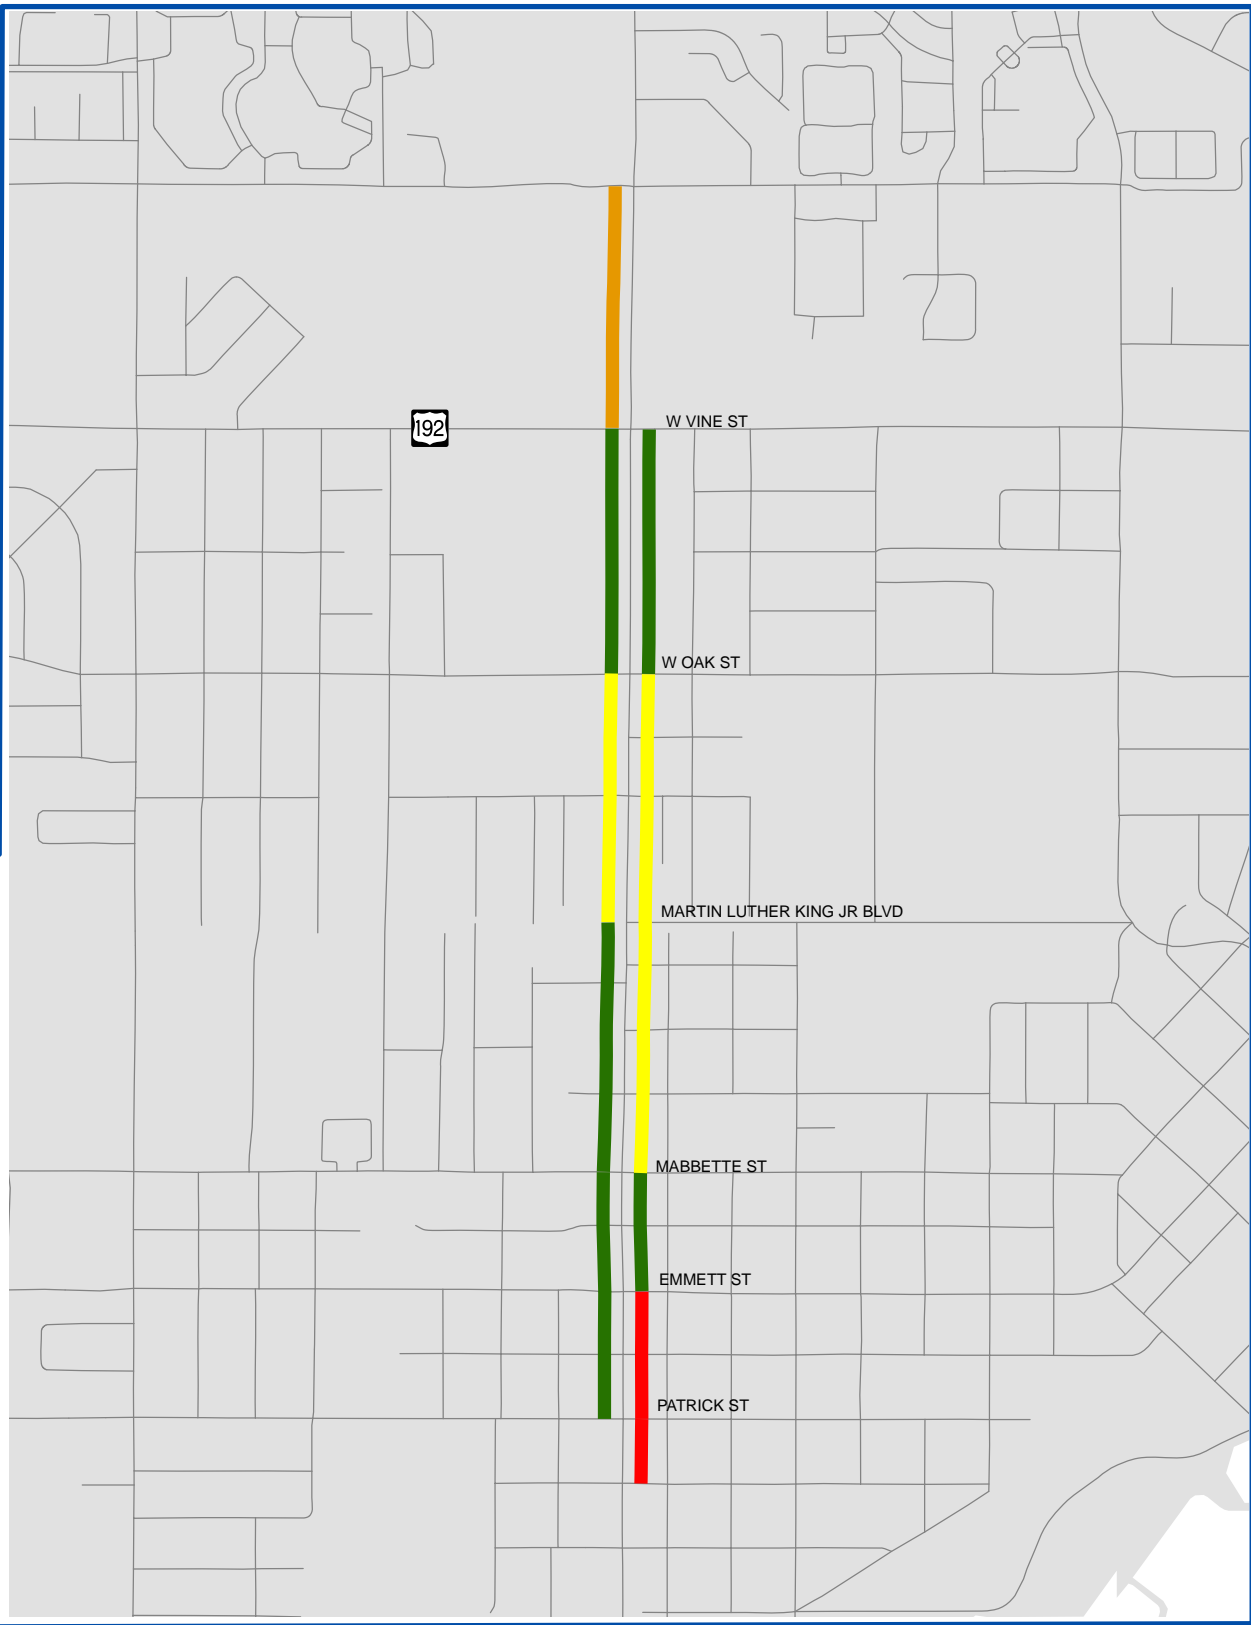 192
W VINE ST
W OAK ST
MARTIN LUTHER KING JR BLVD
MABBETTE ST
EMMETT ST
PATRICK ST